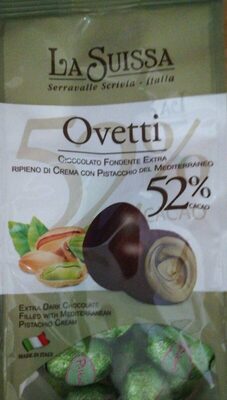 LA SUISSA
Serravalle Scrivia - Italia
Ovetti
CIOCCOLATO FONDENTE EXTRA
RIPIENO DI CREMA CON PISTACCHIO DEL MEDITERRANEO
52%
CACAO
EXTRA DARK CHOCOLATE
FILLED WITH MEDITERRANEAN
PISTACHIO CREAM
MADE IN ITALY